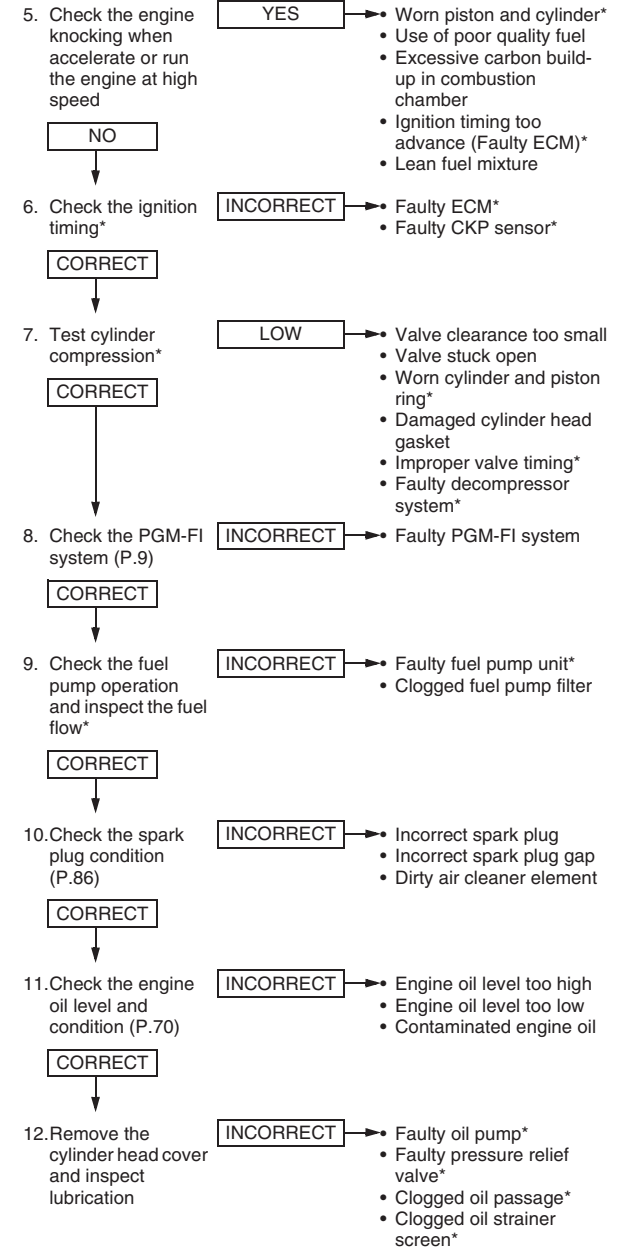 5. Check the engine
knocking when
accelerate or run
the engine at high
speed
YES
• Worn piston and cylinder*
• Use of poor quality fuel
• Excessive carbon build-
up in combustion
chamber
• Ignition timing too
advance (Faulty ECM)*
• Lean fuel mixture
NO
6. Check the ignition
timing*
INCORRECT
• Faulty ECM*
• Faulty CKP sensor*
CORRECT
7. Test cylinder
compression*
LOW
• Valve clearance too small
• Valve stuck open
• Worn cylinder and piston
ring*
• Damaged cylinder head
gasket
• Improper valve timing*
• Faulty decompressor
system*
CORRECT
8. Check the PGM-FI
system (P.9)
INCORRECT
• Faulty PGM-FI system
CORRECT
9. Check the fuel
pump operation
and inspect the fuel
flow*
INCORRECT
• Faulty fuel pump unit*
• Clogged fuel pump filter
CORRECT
10.Check the spark
plug condition
(P.86)
INCORRECT
• Incorrect spark plug
• Incorrect spark plug gap
• Dirty air cleaner element
CORRECT
11.Check the engine
oil level and
condition (P.70)
INCORRECT
• Engine oil level too high
• Engine oil level too low
• Contaminated engine oil
CORRECT
12.Remove the
cylinder head cover
and inspect
lubrication
INCORRECT
• Faulty oil pump*
• Faulty pressure relief
valve*
• Clogged oil passage*
• Clogged oil strainer
screen*